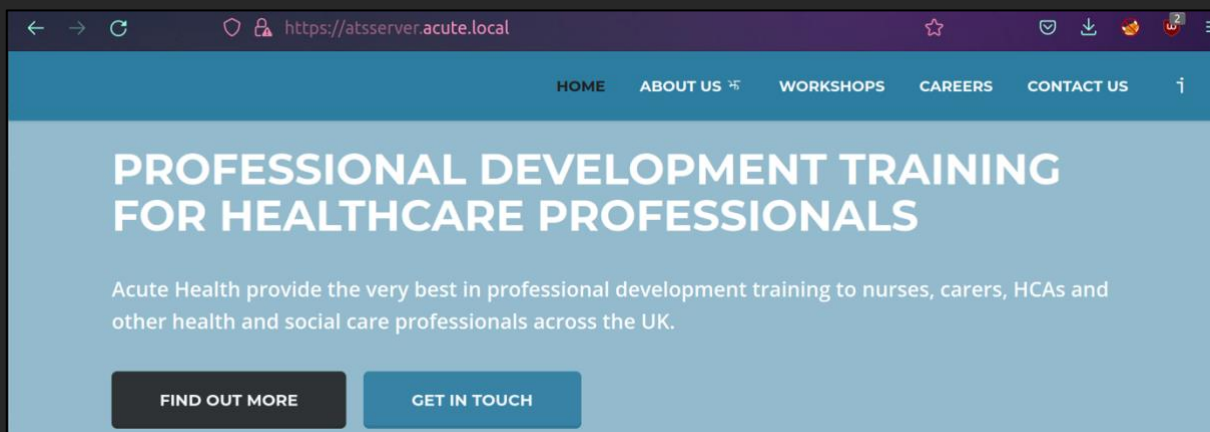 https://atsserver.acute.local
2
HOME ABOUT US WORKSHOPS CAREERS CONTACT US
PROFESSIONAL DEVELOPMENT TRAINING
FOR HEALTHCARE PROFESSIONALS
Acute Health provide the very best in professional development training to nurses, carers, HCAs and
other health and social care professionals across the UK.
FIND OUT MORE GET IN TOUCH